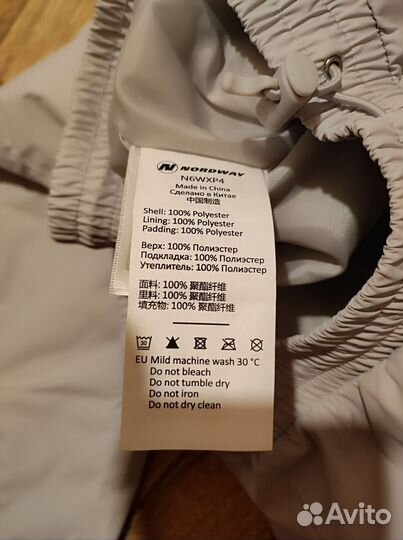 NORDWAY
N6WXP4
Made in China
Сделано в Китае
中国制造
Shell: 100% Polyester
Lining: 100% Polyester
Padding: 100% Polyester
Верх: 100% Полиэстер
Подкладка: 100% Полиэстер
Утеплитель: 100% Полиэстер
面料: 100% 聚酯纤维
里料: 100% 聚酯纤维
填充物: 100% 聚酯纤维
30
EU Mild machine wash 30 °C
Do not bleach
Do not tumble dry
Do not iron
Do not dry clean
Avito